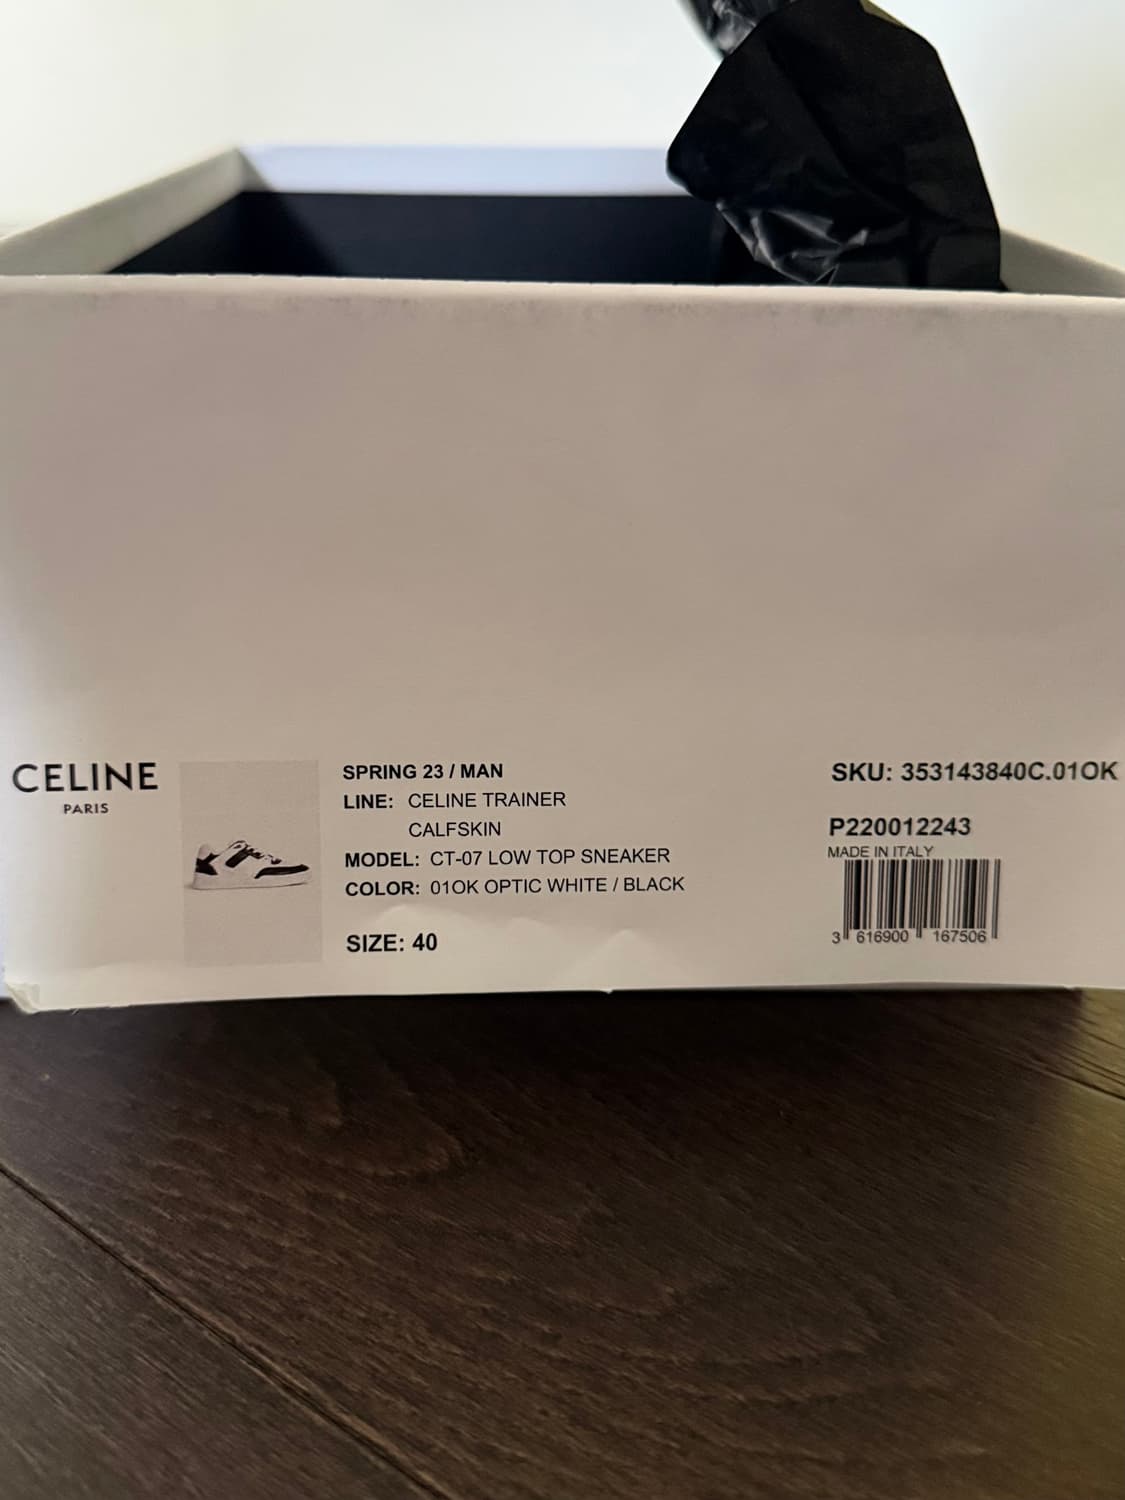 CELINE
PARIS
SPRING 23 / MAN
LINE: CELINE TRAINER
CALFSKIN
MODEL: CT-07 LOW TOP SNEAKER
COLOR: 01OK OPTIC WHITE / BLACK
SIZE: 40
SKU: 353143840C.01OK
P220012243
MADE IN ITALY
3 616900 167506